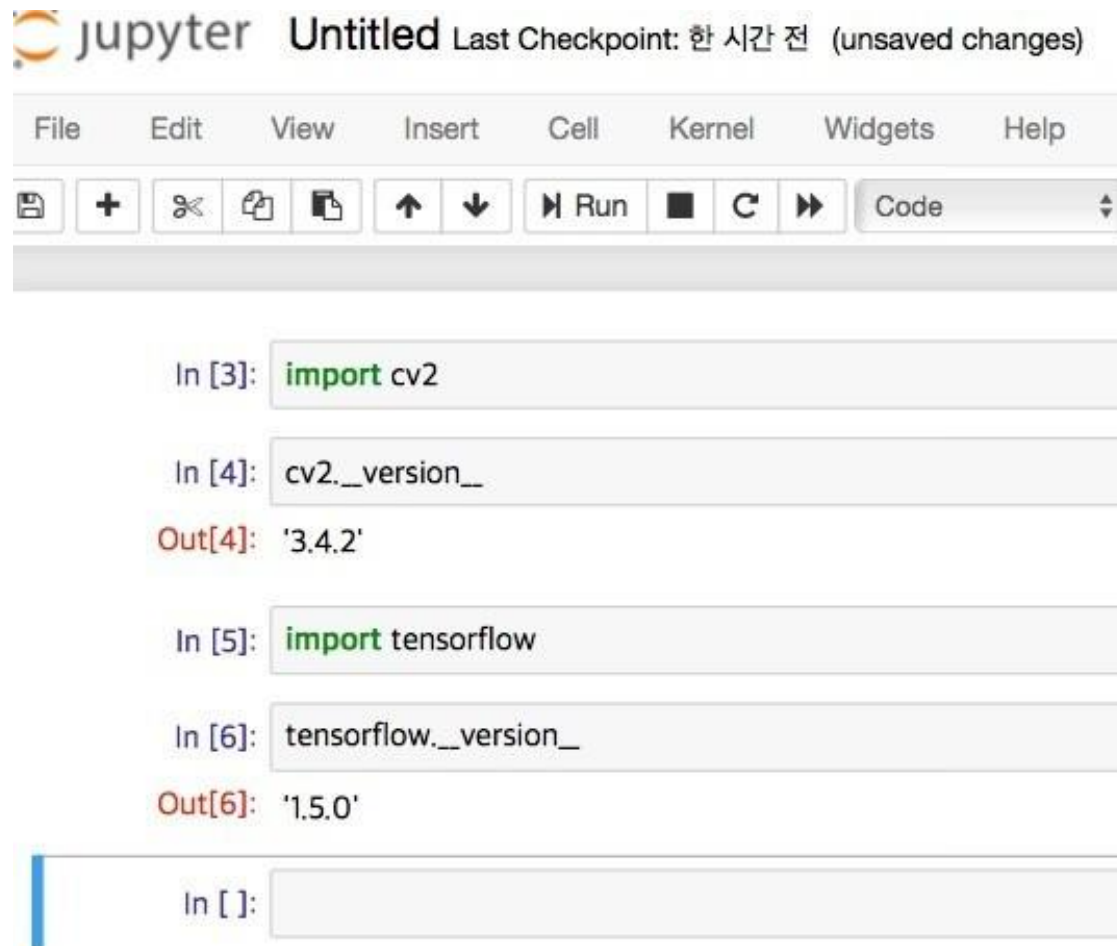 jupyter Untitled Last Checkpoint: 한 시간 전 (unsaved changes)
File Edit View Insert Cell Kernel Widgets Help
Run Code
In [3]: import cv2
In [4]: cv2.__version__
Out[4]: '3.4.2'
In [5]: import tensorflow
In [6]: tensorflow.__version__
Out[6]: '1.5.0'
In [ ]: